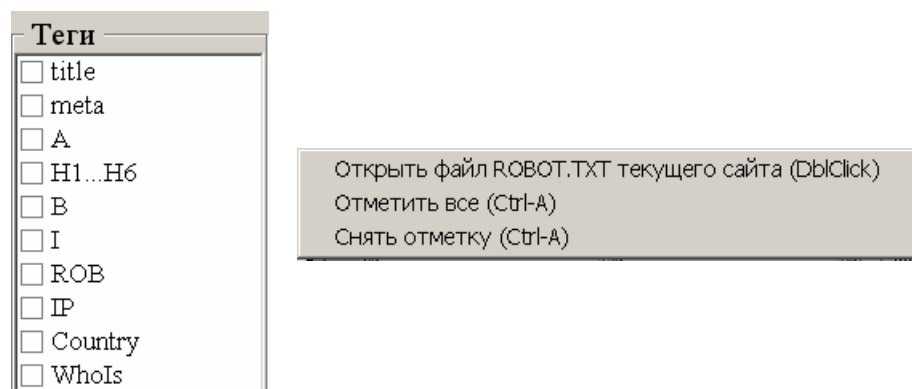 Теги
title
meta
A
H1...H6
B
I
ROB
IP
Country
WhoIs
Открыть файл ROBOT.TXT текущего сайта (DblClick)
Отметить все (Ctrl-A)
Снять отметку (Ctrl-A)